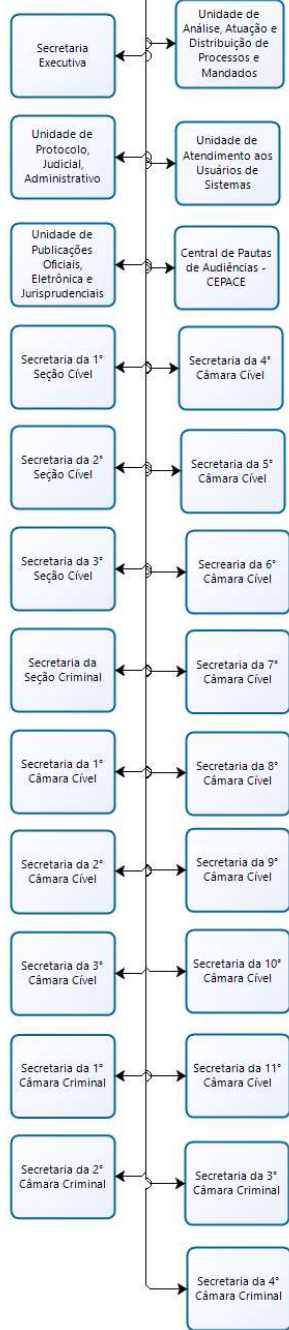 Secretaria
Executiva
Unidade de
Análise, Atuação e
Distribuição de
Processos e
Mandados
Unidade de
Protocolo,
Judicial,
Administrativo
Unidade de
Atendimento aos
Usuários de
Sistemas
Unidade de
Publicações
Oficiais,
Eletrônica e
Jurisprudenciais
Central de Pautas
de Audiências -
CEPACE
Secretaria da 1°
Seção Cível
Secretaria da 4°
Câmara Cível
Secretaria da 2°
Seção Cível
Secretaria da 5°
Câmara Cível
Secretaria da 3°
Seção Cível
Secrearia da 6°
Câmara Cível
Secretaria da
Seção Criminal
Secretaria da 7°
Câmara Cível
Secretaria da 1°
Câmara Cível
Secretaria da 8°
Câmara Cível
Secretaria da 2°
Câmara Cível
Secretaria da 9°
Câmara Cível
Secretaria da 3°
Câmara Cível
Secretaria da 10°
Câmara Cível
Secretaria da 1°
Câmara Criminal
Secretaria da 11°
Câmara Cível
Secretaria da 2°
Câmara Criminal
Secretaria da 3°
Câmara Criminal
Secretaria da 4°
Câmara Criminal